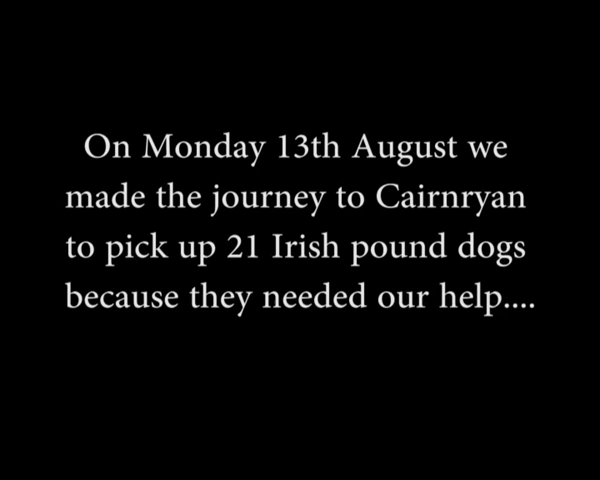 On Monday 13th August we
made the journey to Cairnryan
to pick up 21 Irish pound dogs
because they needed our help....